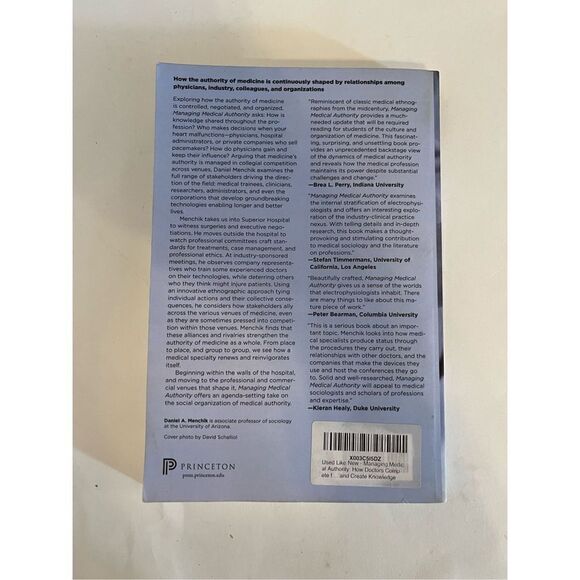 How the authority of medicine is continuously shaped by relationships among
physicians, industry, colleagues, and organizations
Exploring how the authority of medicine
is controlled, negotiated, and organized,
Managing Medical Authority asks: How is
knowledge shared throughout the pro-
fession? Who makes decisions when your
heart malfunctions—physicians, hospital
administrators, or private companies who sell
pacemakers? How do physicians gain and
keep their influence? Arguing that medicine's
authority is managed in collegial competition
across venues, Daniel Menchik examines the
full range of stakeholders driving the direc-
tion of the field: medical trainees, clinicians,
researchers, administrators, and even the
corporations that develop groundbreaking
technologies enabling longer and better
lives.
Menchik takes us into Superior Hospital
to witness surgeries and executive nego-
tiations. He moves outside the hospital to
watch professional committees craft stan-
dards for treatments, case management, and
professional ethics. At industry-sponsored
meetings, he observes company representa-
tives who train some experienced doctors
on their technologies, while deterring others
who they think might injure patients. Using
an innovative ethnographic approach tying
individual actions and their collective conse-
quences, he considers how stakeholders ally
across the various venues of medicine, even
as they are sometimes pressed into competi-
tion within those venues. Menchik finds that
these alliances and rivalries strengthen the
authority of medicine as a whole. From place
to place, and group to group, we see how a
medical specialty renews and reinvigorates
itself.
Beginning within the walls of the hospital,
and moving to the professional and commer-
cial venues that shape it, Managing Medical
Authority offers an agenda-setting take on
the social organization of medical authority.
Daniel A. Menchik is associate professor of sociology
at the University of Arizona.
Cover photo by David Schalliol
PRINCETON
press.princeton.edu
"Reminiscent of classic medical ethnog-
raphies from the midcentury, Managing
Medical Authority provides a much-
needed update that will be required
reading for students of the culture and
organization of medicine. This fascinat-
ing, surprising, and unsettling book pro-
vides an unprecedented backstage view
of the dynamics of medical authority
and reveals how the medical profession
maintains its power despite substantial
challenges and change."
—Brea L. Perry, Indiana University
"Managing Medical Authority examines
the internal stratification of electrophysi-
ologists and offers an interesting explo-
ration of the industry-clinical practice
nexus. With telling details and in-depth
research, this book makes a thought-
provoking and stimulating contribution
to medical sociology and the literature
on professions."
—Stefan Timmermans, University of
California, Los Angeles
"Beautifully crafted, Managing Medical
Authority gives us a sense of the worlds
that electrophysiologists inhabit. There
are many things to like about this ma-
ture piece of work."
—Peter Bearman, Columbia University
"This is a serious book about an impor-
tant topic. Menchik looks into how medi-
cal specialists produce status through
the procedures they carry out, their
relationships with other doctors, and the
companies that make the devices they
use and host the conferences they go
to. Solid and well-researched, Managing
Medical Authority will appeal to medical
sociologists and scholars of professions
and expertise."
—Kieran Healy, Duke University
X003C5I5DZ
Used Like New - Managing Medic
al Authority: How Doctors Comp
ete f... and Create Knowledge